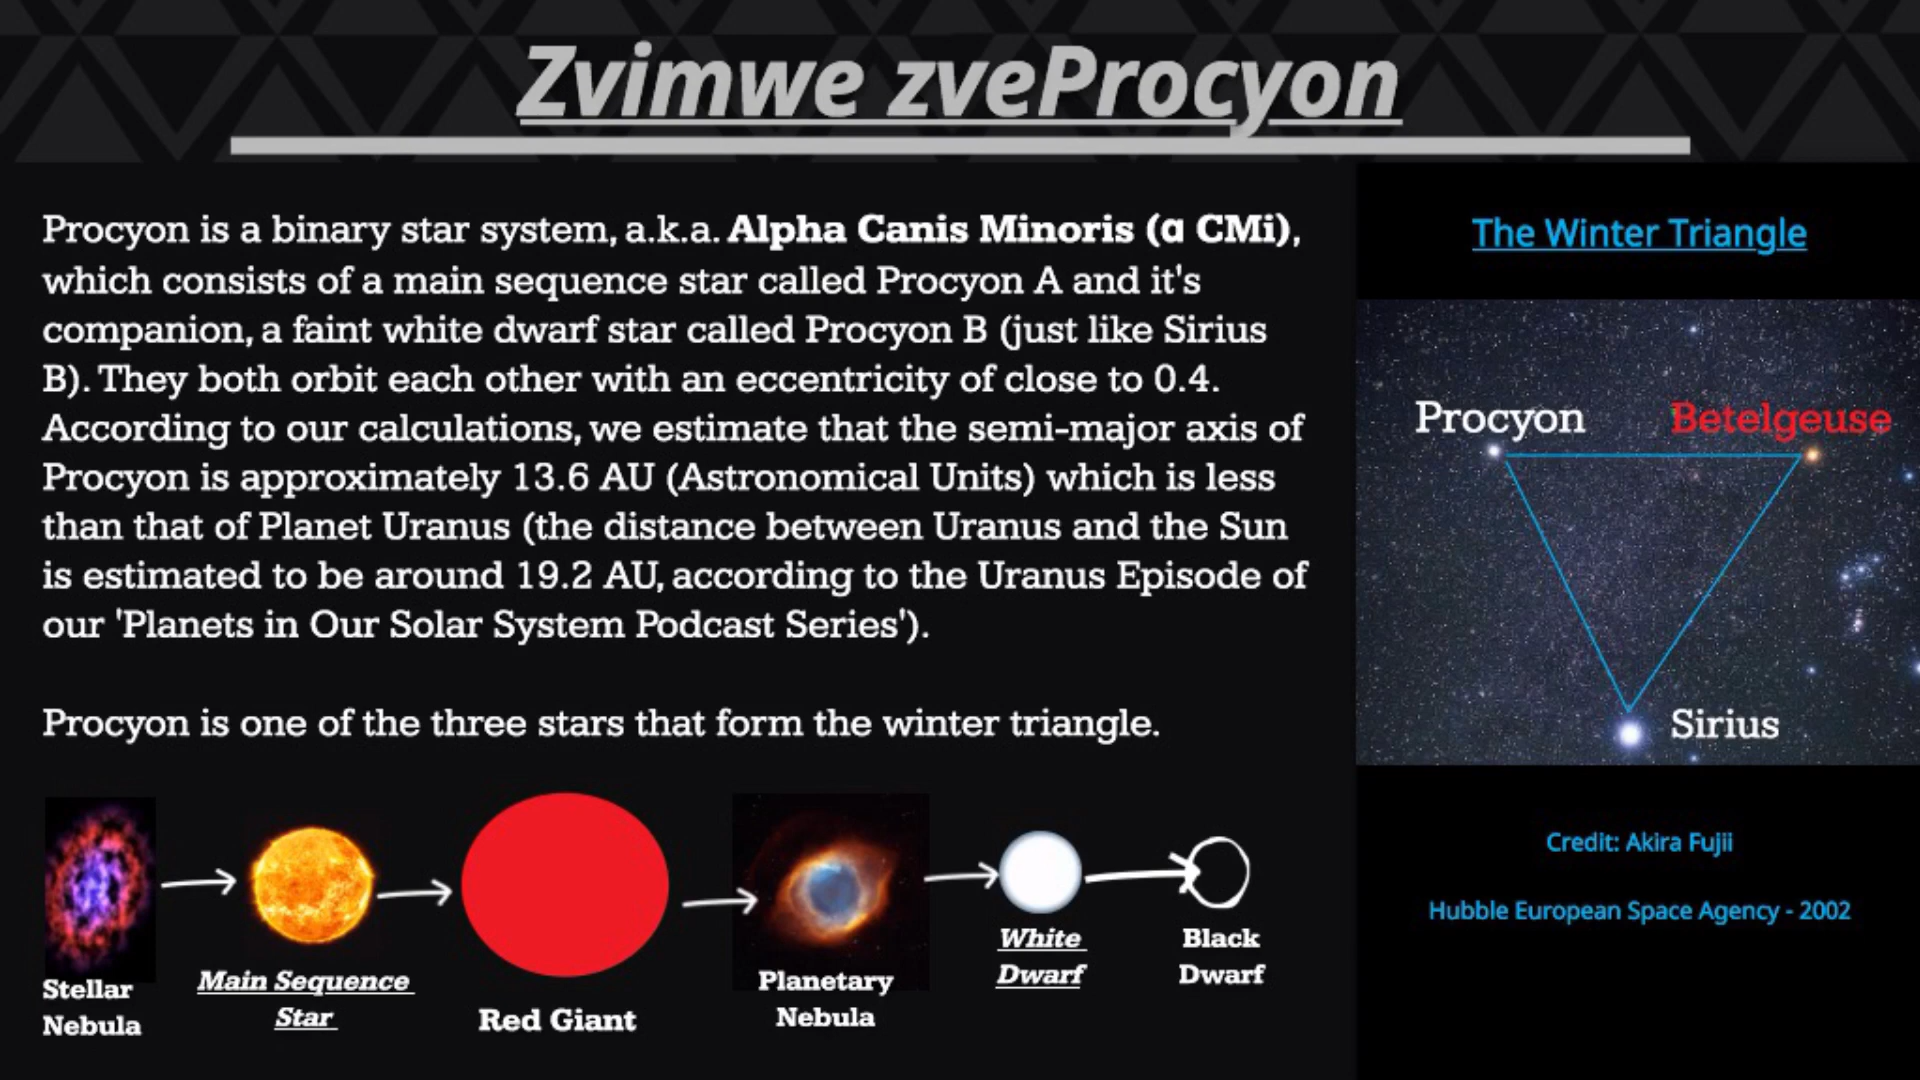 Zvimwe zveProcyon
Procyon is a binary star system, a.k.a. Alpha Canis Minoris (α CMi),
which consists of a main sequence star called Procyon A and it's
companion, a faint white dwarf star called Procyon B (just like Sirius
B). They both orbit each other with an eccentricity of close to 0.4.
According to our calculations, we estimate that the semi-major axis of
Procyon is approximately 13.6 AU (Astronomical Units) which is less
than that of Planet Uranus (the distance between Uranus and the Sun
is estimated to be around 19.2 AU, according to the Uranus Episode of
our 'Planets in Our Solar System Podcast Series').
Procyon is one of the three stars that form the winter triangle.
Stellar
Nebula
Main Sequence
Star
Red Giant
Planetary
Nebula
White
Dwarf
Black
Dwarf
The Winter Triangle
Procyon
Betelgeuse
Sirius
Credit: Akira Fujii
Hubble European Space Agency - 2002